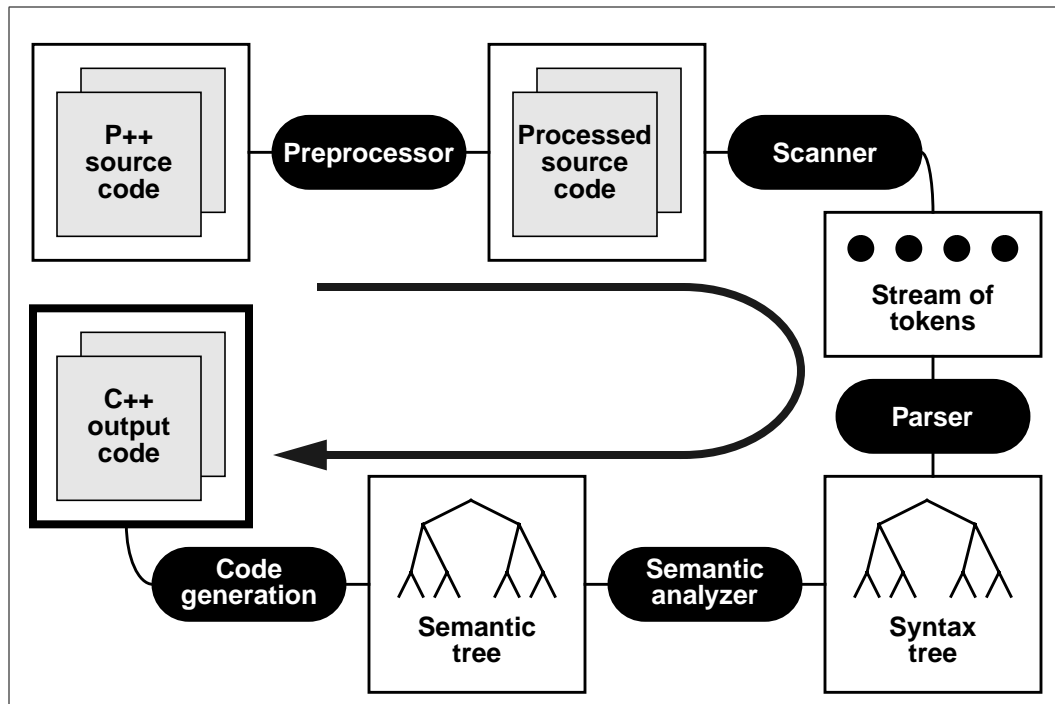 P++
source
code
Preprocessor
Processed
source
code
Scanner
Stream of
tokens
Parser
Syntax
tree
Semantic
analyzer
Semantic
tree
Code
generation
C++
output
code